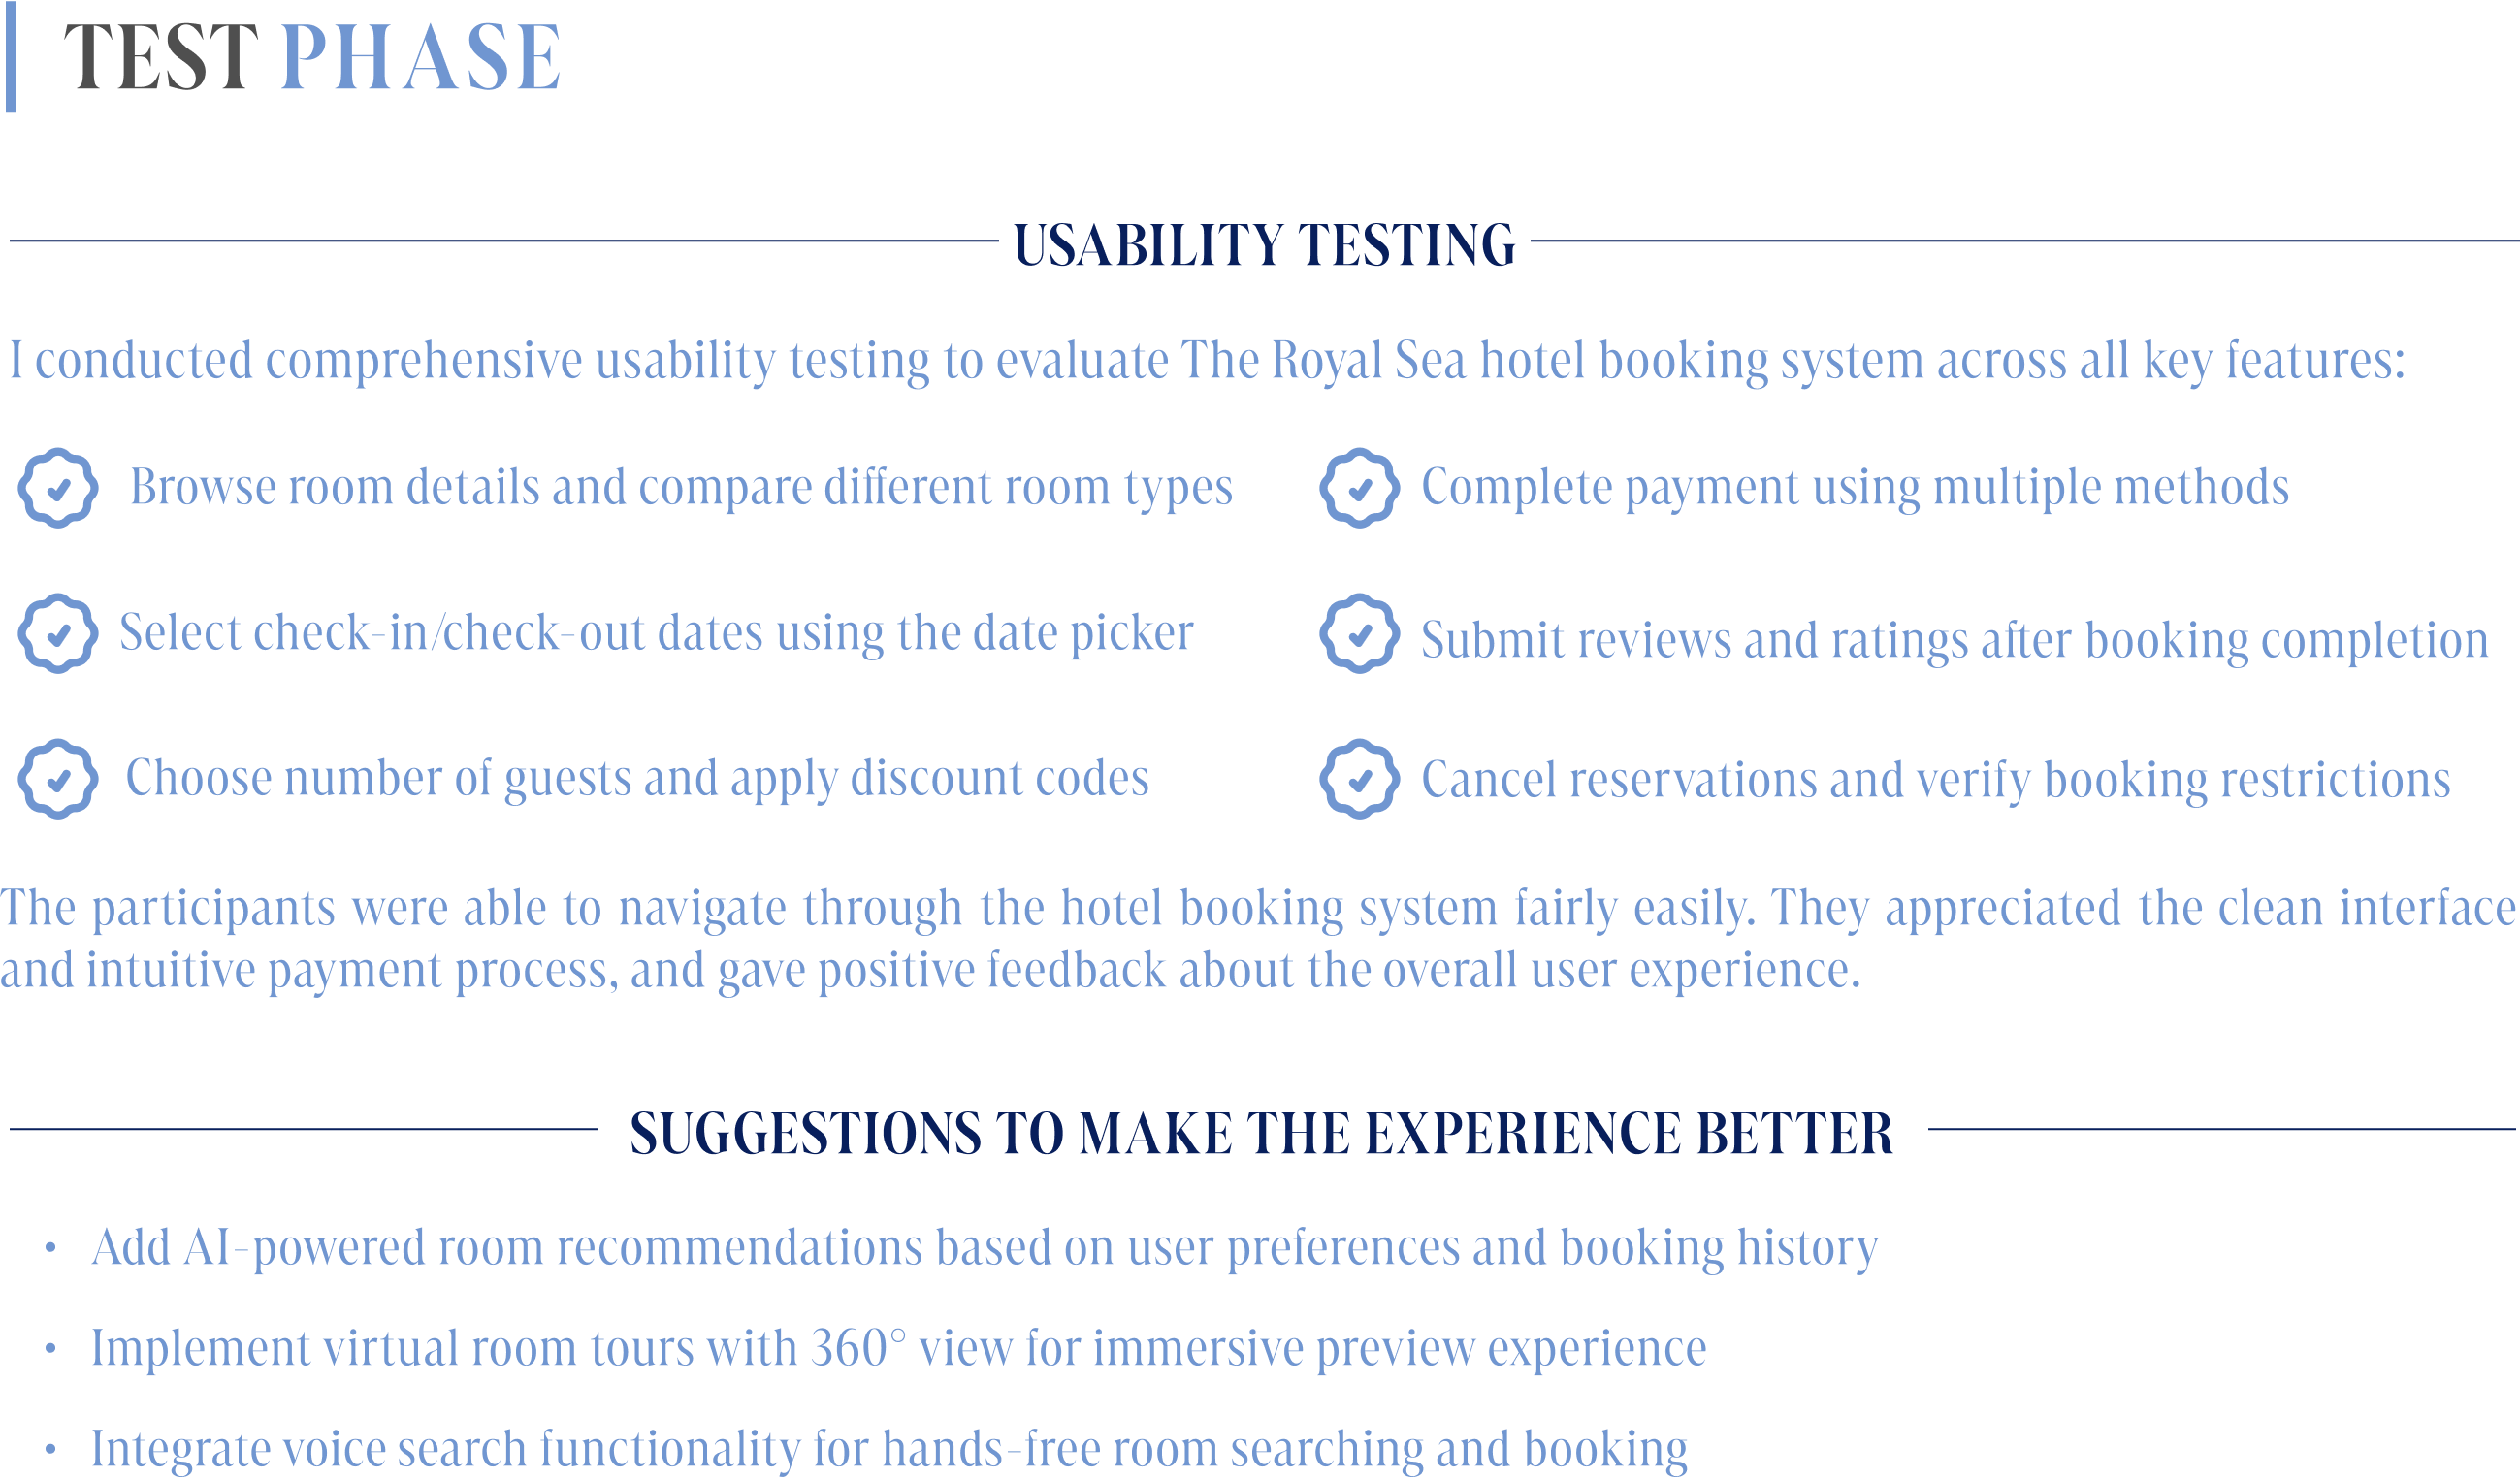 TEST PHASE
USABILITY TESTING
I conducted comprehensive usability testing to evaluate The Royal Sea hotel booking system across all key features:
Browse room details and compare different room types
Select check-in/check-out dates using the date picker
Choose number of guests and apply discount codes
Complete payment using multiple methods
Submit reviews and ratings after booking completion
Cancel reservations and verify booking restrictions
The participants were able to navigate through the hotel booking system fairly easily. They appreciated the clean interface
and intuitive payment process, and gave positive feedback about the overall user experience.
SUGGESTIONS TO MAKE THE EXPERIENCE BETTER
• Add AI-powered room recommendations based on user preferences and booking history
• Implement virtual room tours with 360° view for immersive preview experience
• Integrate voice search functionality for hands-free room searching and booking